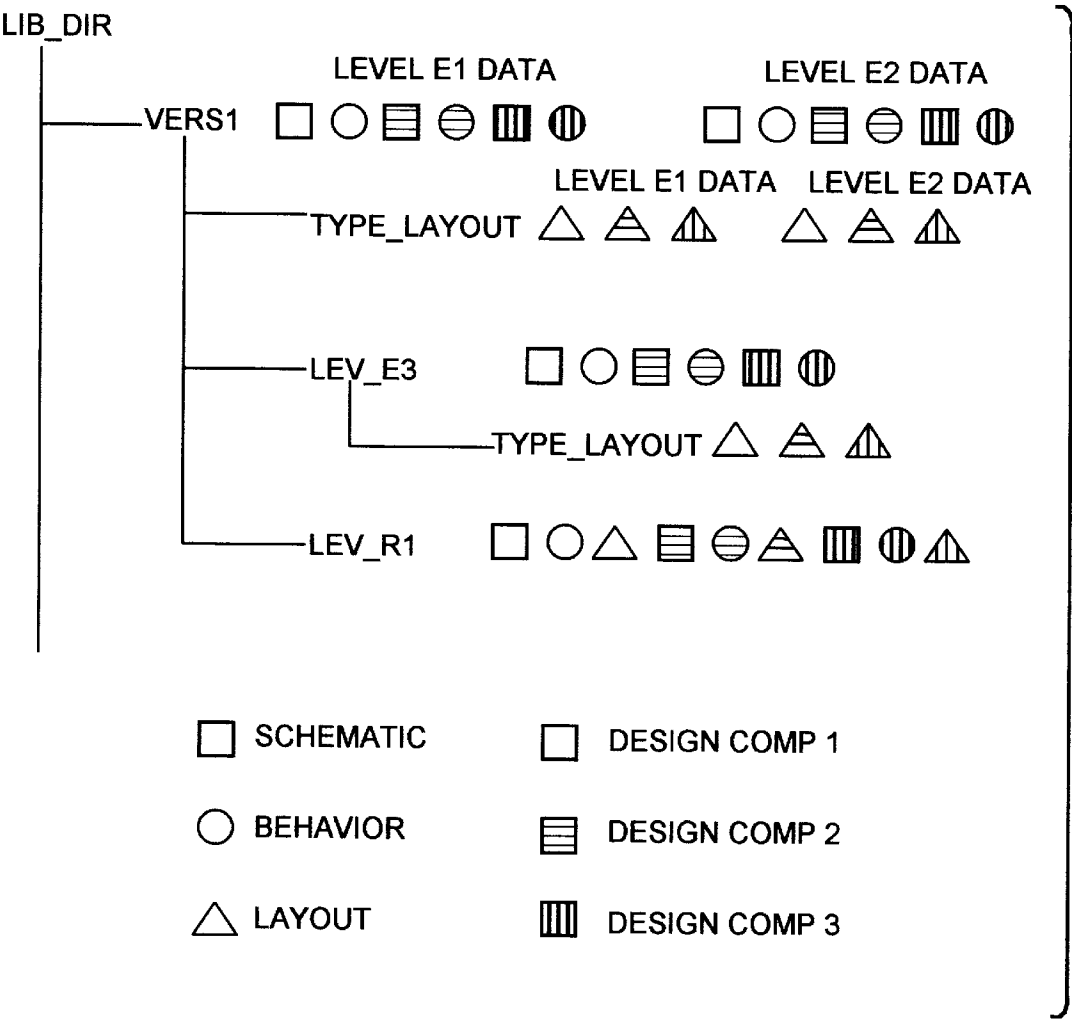 LIB_DIR
LEVEL E1 DATA LEVEL E2 DATA
VERS1
LEVEL E1 DATA LEVEL E2 DATA
TYPE_LAYOUT
LEV_E3
TYPE_LAYOUT
LEV_R1
SCHEMATIC DESIGN COMP 1
BEHAVIOR DESIGN COMP 2
LAYOUT DESIGN COMP 3